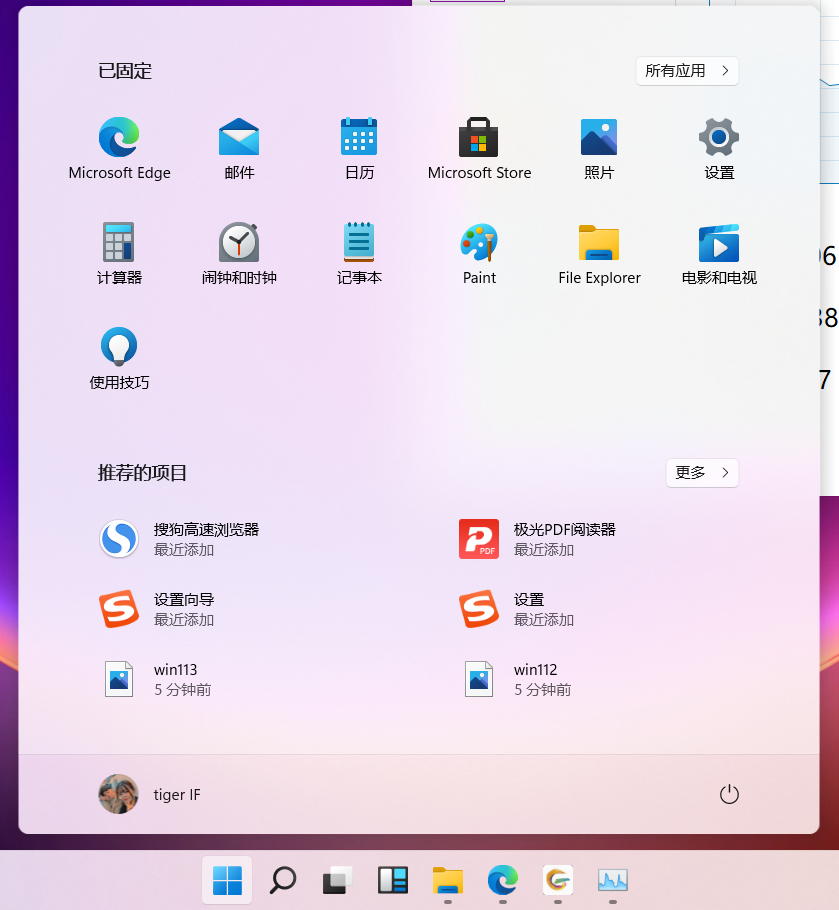 已固定
所有应用
Microsoft Edge
邮件
日历
Microsoft Store
照片
设置
计算器
闹钟和时钟
记事本
Paint
File Explorer
电影和电视
使用技巧
推荐的项目
更多
搜狗高速浏览器
最近添加
极光PDF阅读器
最近添加
设置向导
最近添加
设置
最近添加
win113
5 分钟前
win112
5 分钟前
tiger IF
PDF
7